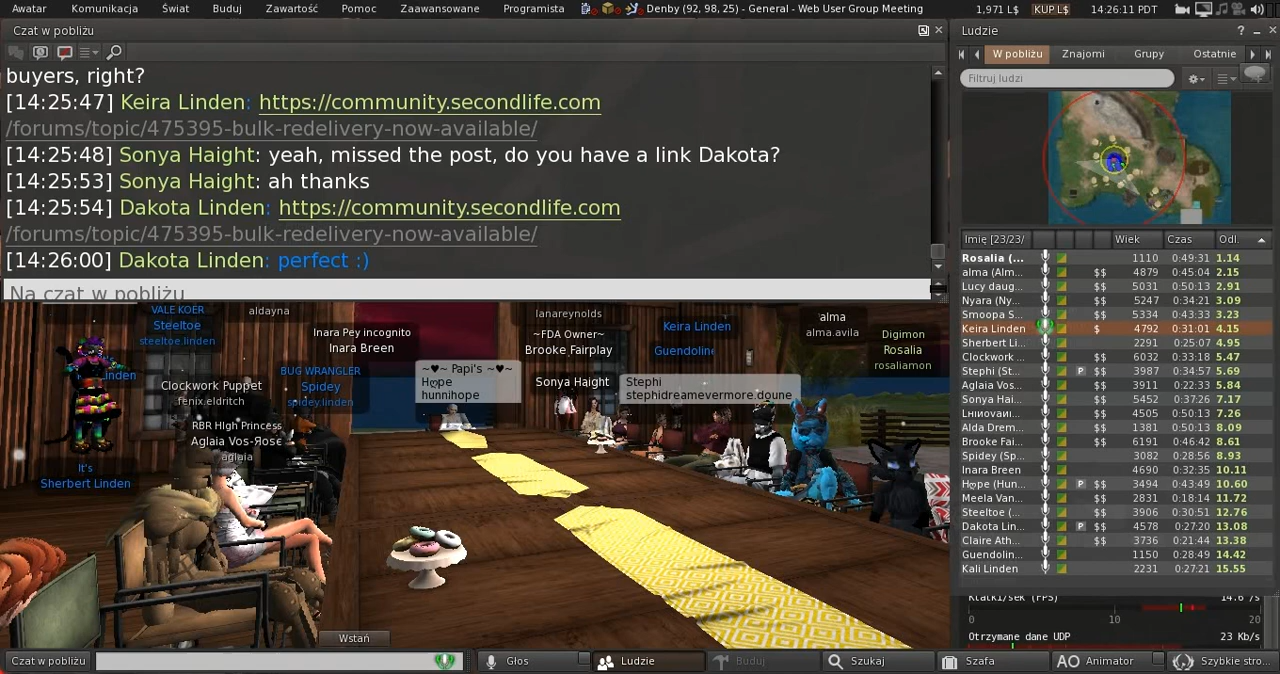 Awatar Komunikacja Świat Buduj Zawartość Pomoc Zaawansowane Programista Denby (92, 98, 25) - General - Web User Group Meeting 1,971 L$ KUP L$ 14:26:11 PDT
Czat w pobliżu
buyers, right?
[14:25:47] Keira Linden: https://community.secondlife.com
/forums/topic/475395-bulk-redelivery-now-available/
[14:25:48] Sonya Haight: yeah, missed the post, do you have a link Dakota?
[14:25:53] Sonya Haight: ah thanks
[14:25:54] Dakota Linden: https://community.secondlife.com
/forums/topic/475395-bulk-redelivery-now-available/
[14:26:00] Dakota Linden: perfect :)
Na czat w pobliżu
VALE KOER
Steeltoe
steeltoe.linden
aldayna
Inara Pey incognito
Inara Breen
lanareynolds...
~FDA Owner~
Brooke Fairplay
Keira Linden
Guendoline
alma
alma.avila
Digimon
Rosalia
rosaliamon
inden
Clockwork Puppet
fenix.eldritch
BUG WRANGLER
Spidey
spidey.linden
~♥~ Papi's ~♥~
hunnihope
Sonya Haight
Stephi
stephidreamevermore.doune
RBR HIgh Princess
Aglaia Vos-Яose
aglaia
It's
Sherbert Linden
Wstań
Ludzie
? _ ×
W pobliżu Znajomi Grupy Ostatnie
Filtruj ludzi
Imię [23/23/ Wiek Czas Odl.
Rosalia (... 1110 0:49:31 1.14
alma (Alm... $$ 4879 0:45:04 2.15
Lucy daug... $$ 5031 0:50:13 2.91
Nyara (Ny... $$ 5247 0:34:21 3.09
Smoopa S... $$ 5334 0:43:33 3.23
Keira Linden $ 4792 0:31:01 4.15
Sherbert Li... 2291 0:25:07 4.95
Clockwork ... $$ 6032 0:33:18 5.47
Stephi (St... P $$ 3987 0:34:57 5.69
Aglaia Vos... $$ 3911 0:22:33 5.84
Sonya Hai... $$ 5452 0:37:26 7.17
$$ 4505 0:50:13 7.26
Alda Drem... $$ 1381 0:50:13 8.09
Brooke Fai... $$ 6191 0:46:42 8.61
Spidey (Sp... 3082 0:28:56 8.93
Inara Breen 4690 0:32:35 10.11
(Hun... P $$ 3494 0:43:49 10.60
Meela Van... $$ 2831 0:18:14 11.72
Steeltoe (... $$ 3906 0:30:51 12.76
Dakota Lin... P $$ 4578 0:27:20 13.08
Claire Ath... $$ 3736 0:21:44 13.38
Guendolin... 1150 0:28:49 14.42
Kali Linden 2231 0:27:21 15.55
Klatki/sek (FPS) 14.6 /s
0 10 20
Otrzymane dane UDP 23 Kb/s
Czat w pobliżu Głos Ludzie Buduj Szukaj Szafa AO Animator Szybkie stro...